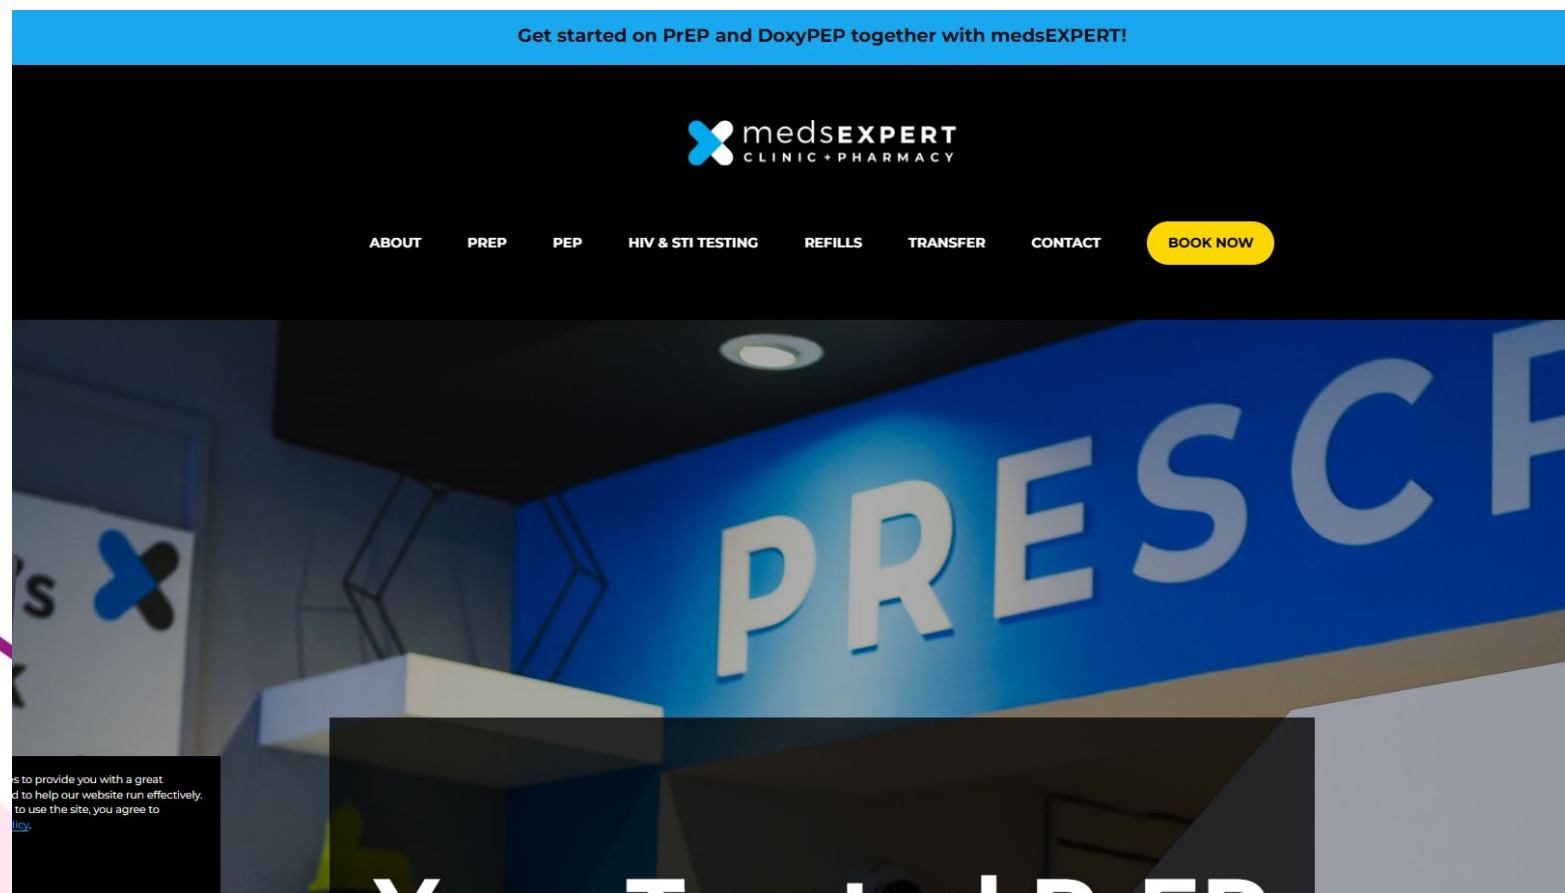 Get started on PrEP and DoxyPEP together with medsEXPERT!
medsEXPERT
CLINIC + PHARMACY
ABOUT PREP PEP HIV & STI TESTING REFILLS TRANSFER CONTACT BOOK NOW
PRESCR
's
to provide you with a great
to help our website run effectively.
to use the site, you agree to